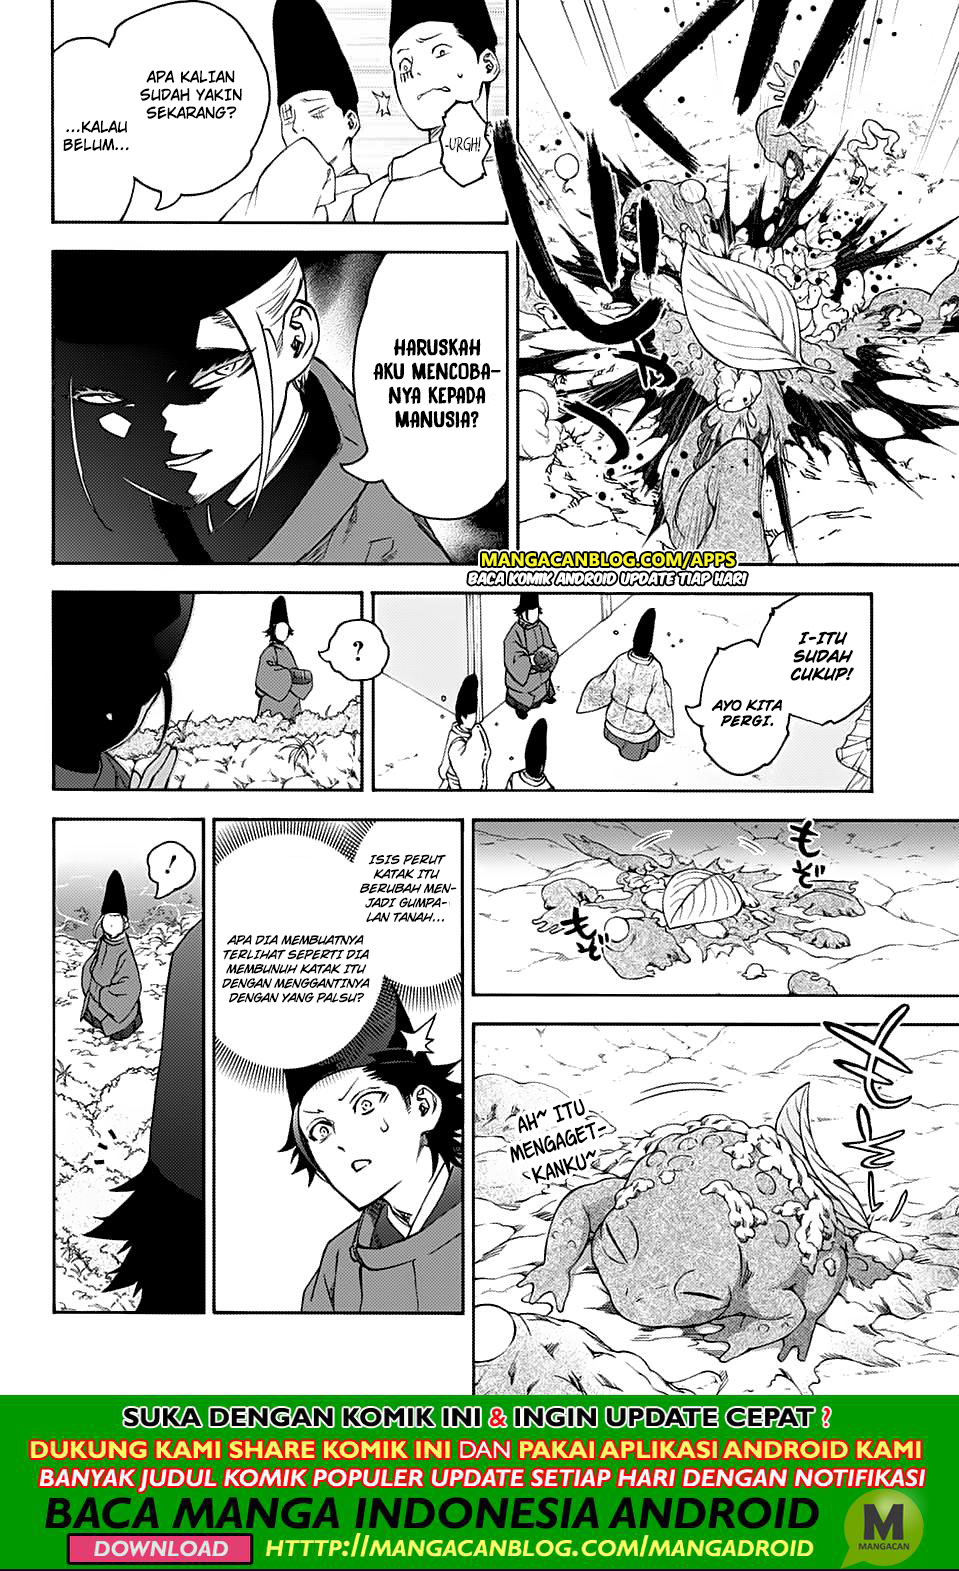 APA KALIAN
SUDAH YAKIN
SEKARANG?
...KALAU
BELUM...
-URGH!
HARUSKAH
AKU MENCOBA-
NYA KEPADA
MANUSIA?
MANGACANBLOG.COM/APPS
BACA KOMIK ANDROID UPDATE TIAP HARI
I-ITU
SUDAH
CUKUP!
AYO KITA
PERGI.
?
もぞ
もぞ
ISIS PERUT
KATAK ITU
BERUBAH MEN-
JADI GUMPA-
LAN TANAH...
APA DIA MEMBUATNYA
TERLIHAT SEPERTI DIA
MEMBUNUH KATAK ITU
DENGAN MENGGANTINYA
DENGAN YANG PALSU?
!
AH~ ITU
MENGAGET-
KANKU~
SUKA DENGAN KOMIK INI & INGIN UPDATE CEPAT ?
DUKUNG KAMI SHARE KOMIK INI DAN PAKAI APLIKASI ANDROID KAMI
BANYAK JUDUL KOMIK POPULER UPDATE SETIAP HARI DENGAN NOTIFIKASI
BACA MANGA INDONESIA ANDROID
DOWNLOAD HTTTP://MANGACANBLOG.COM/MANGADROID
M
MANGACAN